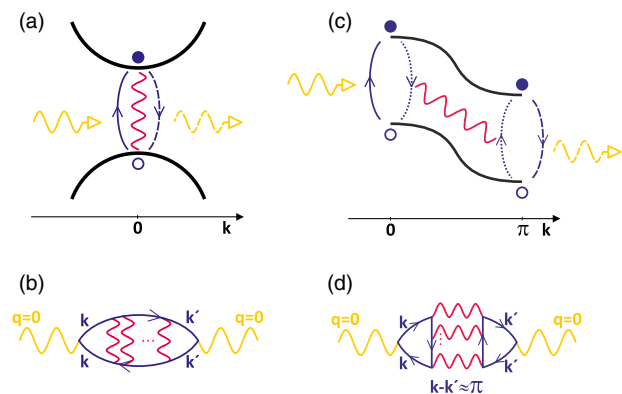 (a)
0 k
(c)
0 π k
(b)
q=0 k k′ q=0
k k′
(d)
q=0 k k′ q=0
k k′
k-k′≈π